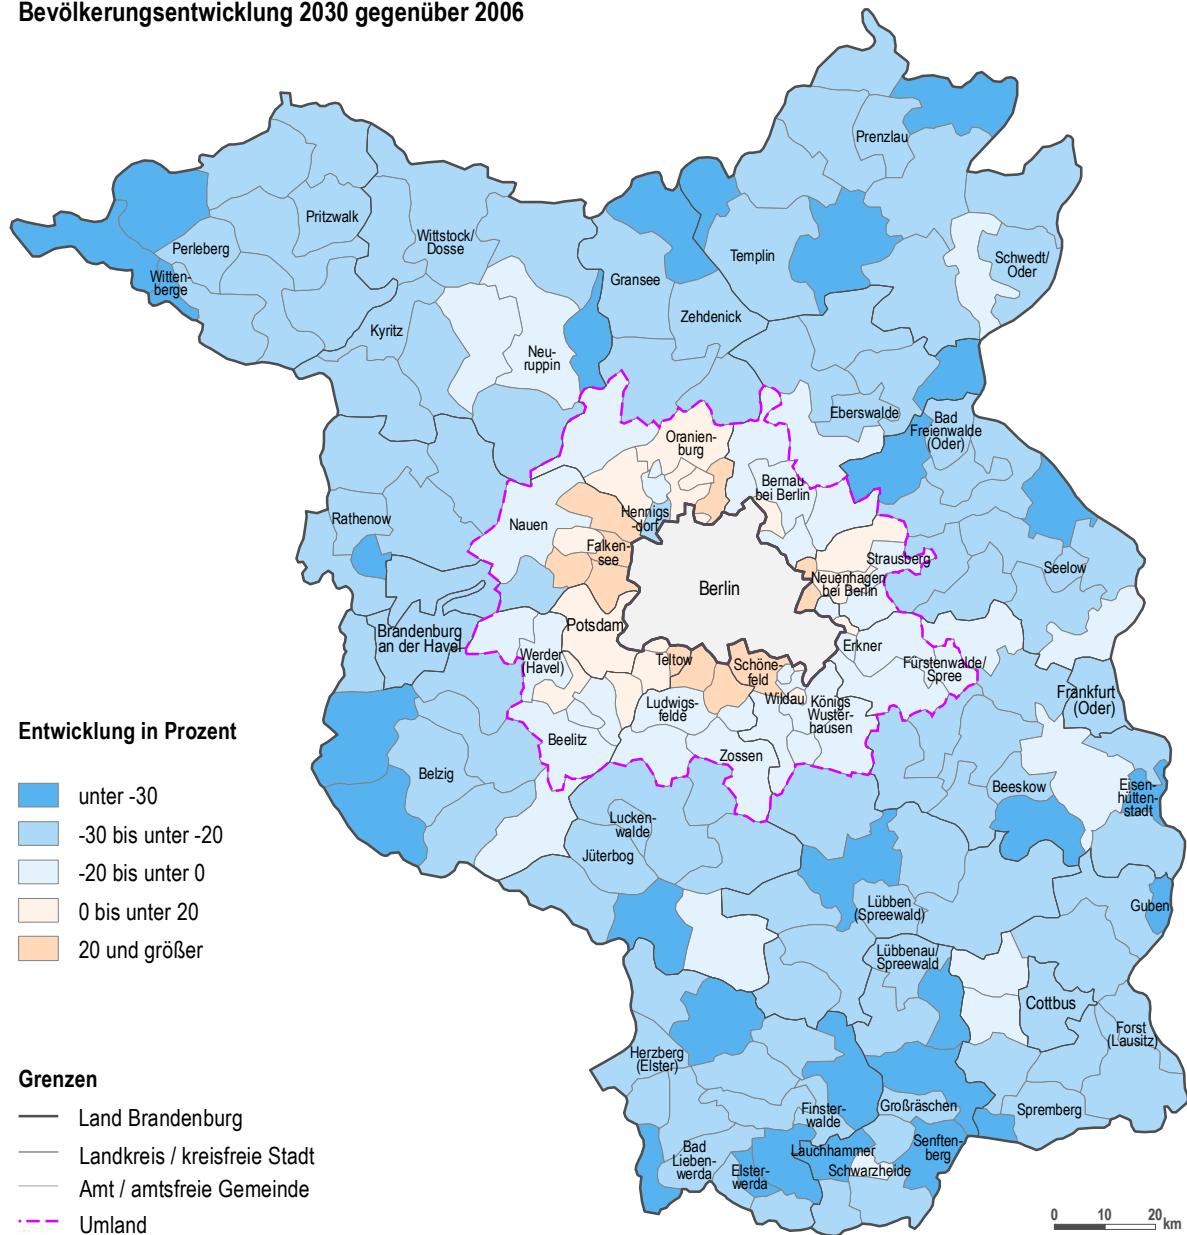 Bevölkerungsentwicklung 2030 gegenüber 2006
Prenzlau
Pritzwalk
Wittstock/
Dosse
Perleberg
Witten-
berge
Gransee
Templin
Schwedt/
Oder
Zehdenick
Kyritz
Neu-
ruppin
Eberswalde
Bad
Freienwalde
(Oder)
Oranien-
burg
Bernau
bei Berlin
Rathenow
Nauen
Hennigs
-dorf
Falken-
see
Strausberg
Seelow
Neuenhagen
bei Berlin
Berlin
Brandenburg
an der Havel
Potsdam
Werder
(Havel)
Teltow
Schöne-
feld
Erkner
Fürstenwalde/
Spree
Frankfurt
(Oder)
Wildau
Königs
Wuster-
hausen
Ludwigs-
felde
Beelitz
Zossen
Belzig
Beeskow
Eisen-
hütten-
stadt
Lucken-
walde
Jüterbog
Lübben
(Spreewald)
Guben
Lübbenau/
Spreewald
Cottbus
Forst
(Lausitz)
Herzberg
(Elster)
Finster-
walde
Großräschen
Spremberg
Bad
Lieben-
werda
Elster-
werda
Lauchhammer
Schwarzheide
Senften-
berg
Entwicklung in Prozent
unter -30
-30 bis unter -20
-20 bis unter 0
0 bis unter 20
20 und größer
Grenzen
Land Brandenburg
Landkreis / kreisfreie Stadt
Amt / amtsfreie Gemeinde
Umland
0 10 20 km